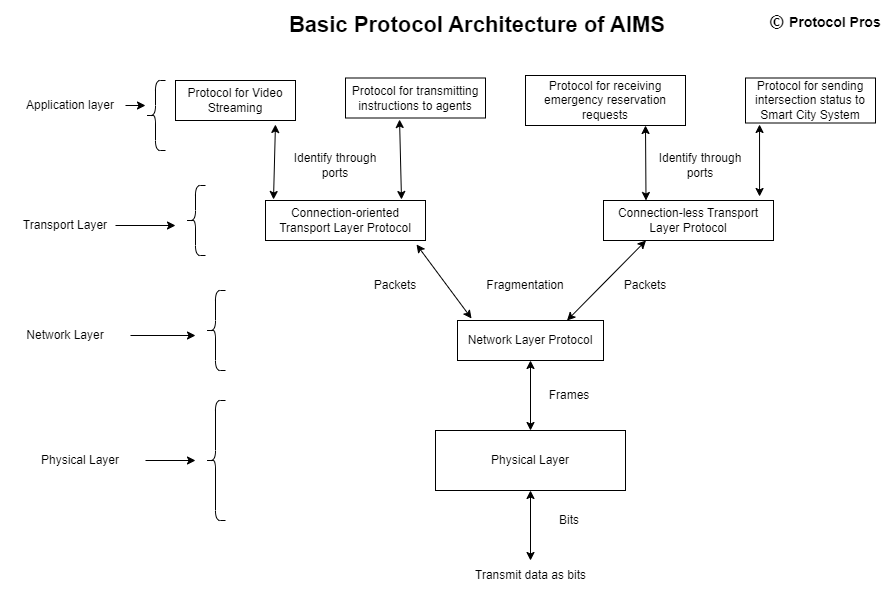 Basic Protocol Architecture of AIMS
© Protocol Pros
Application layer
Protocol for Video
Streaming
Protocol for transmitting
instructions to agents
Protocol for receiving
emergency reservation
requests
Protocol for sending
intersection status to
Smart City System
Identify through
ports
Identify through
ports
Transport Layer
Connection-oriented
Transport Layer Protocol
Connection-less Transport
Layer Protocol
Packets
Fragmentation
Packets
Network Layer
Network Layer Protocol
Frames
Physical Layer
Physical Layer
Bits
Transmit data as bits